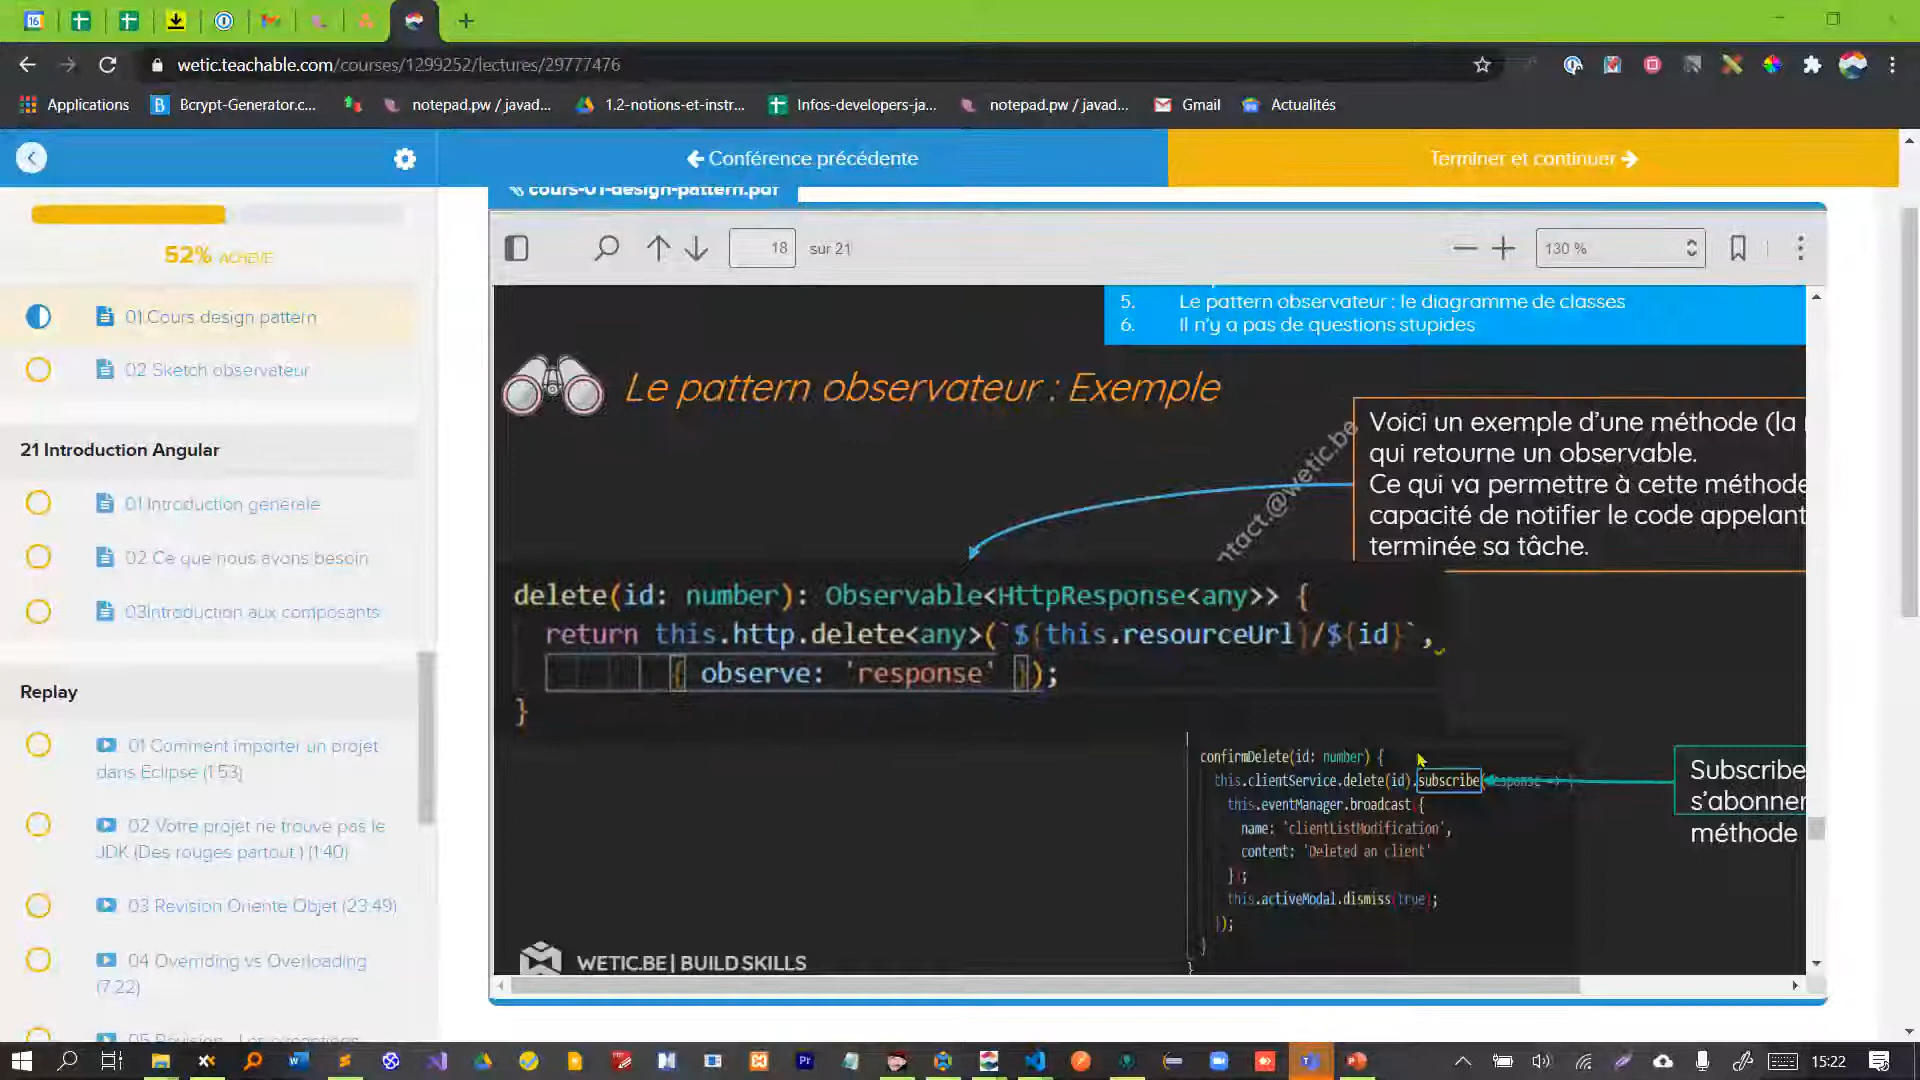 wetic.teachable.com/courses/1299252/lectures/29777476
Applications
Bcrypt-Generator.c...
notepad.pw / javad...
1.2-notions-et-instr...
Infos-developers-ja...
notepad.pw / javad...
Gmail
Actualités
Conférence précédente
Terminer et continuer
cours-01-design-pattern.pdf
18 sur 21
130 %
52% ACHEVÉ
01 Cours design pattern
02 Sketch observateur
21 Introduction Angular
01 Introduction générale
02 Ce que nous avons besoin
03Introduction aux composants
Replay
01 Comment importer un projet
dans Eclipse (1:53)
02 Votre projet ne trouve pas le
JDK (Des rouges partout ) (1:40)
03 Revision Oriente Objet (23:49)
04 Overriding vs Overloading
(7:22)
5. Le pattern observateur : le diagramme de classes
6. Il n'y a pas de questions stupides
Le pattern observateur : Exemple
Voici un exemple d'une méthode (la
qui retourne un observable.
Ce qui va permettre à cette méthode
capacité de notifier le code appelant
terminée sa tâche.
ntact.@wetic.be
delete(id: number): Observable<HttpResponse<any>> {
return this.http.delete<any>(`${this.resourceUrl}/${id}`,
{ observe: 'response' });
}
confirmDelete(id: number) {
this.clientService.delete(id).subscribe(response => {
this.eventManager.broadcast({
name: 'clientListModification',
content: 'Deleted an client'
});
this.activeModal.dismiss(true);
});
}
}
Subscribe
s'abonner
méthode
WETIC.BE | BUILD SKILLS
15:22